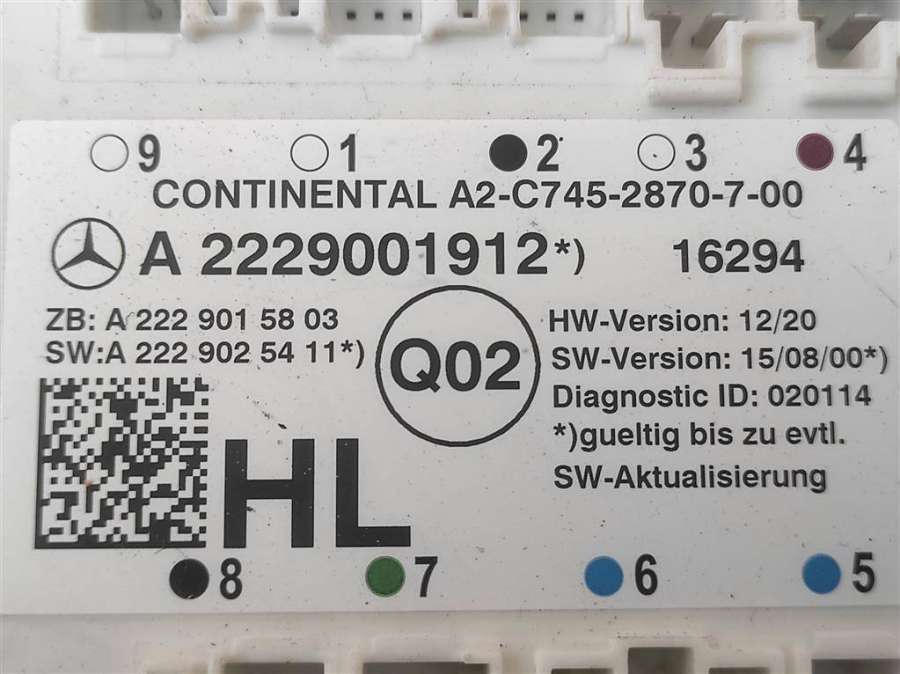 9 1 2 3 4
CONTINENTAL A2-C745-2870-7-00
A 2229001912*) 16294
ZB: A 222 901 58 03
HW-Version: 12/20
SW:A 222 902 54 11*)
Q02
SW-Version: 15/08/00*)
Diagnostic ID: 020114
*)gueltig bis zu evtl.
SW-Aktualisierung
HL
8 7 6 5